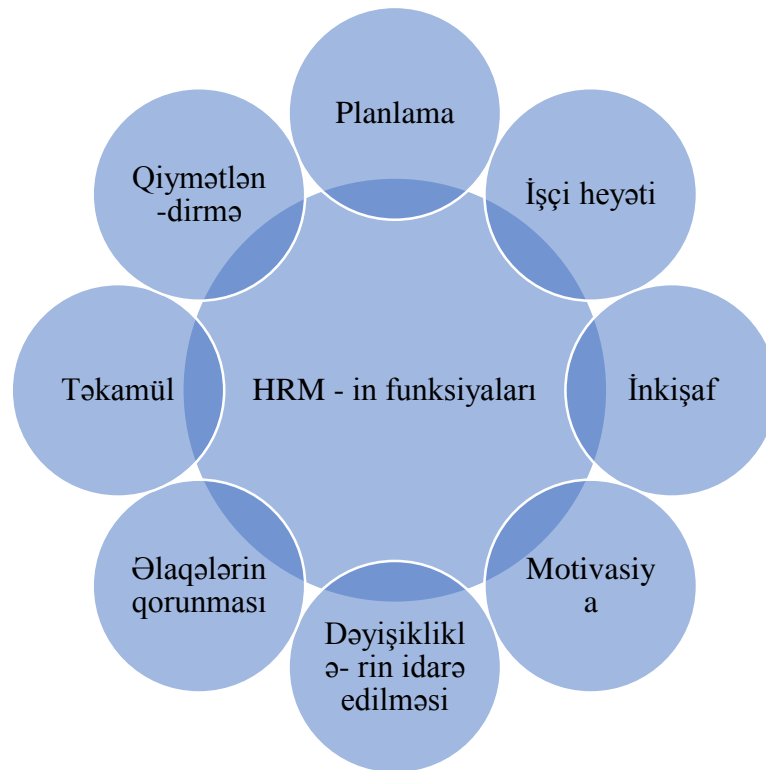 Planlama
İşçi heyəti
İnkişaf
Motivasiy
a
Dəyişiklikl
ə- rin idarə
edilməsi
Əlaqələrin
qorunması
Təkamül
Qiymətlən
-dirmə
HRM - in funksiyaları